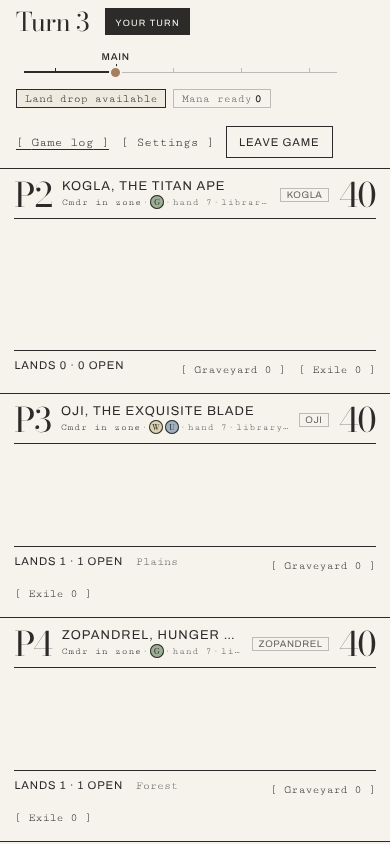 Turn 3 YOUR TURN
MAIN
Land drop available Mana ready 0
[ Game log ] [ Settings ] LEAVE GAME
P2 KOGLA, THE TITAN APE KOGLA 40
Cmdr in zone · G · hand 7 · librar…
LANDS 0 · 0 OPEN [ Graveyard 0 ] [ Exile 0 ]
P3 OJI, THE EXQUISITE BLADE OJI 40
Cmdr in zone · W U · hand 7 · library…
LANDS 1 · 1 OPEN Plains [ Graveyard 0 ]
[ Exile 0 ]
P4 ZOPANDREL, HUNGER … ZOPANDREL 40
Cmdr in zone · G · hand 7 · li…
LANDS 1 · 1 OPEN Forest [ Graveyard 0 ]
[ Exile 0 ]